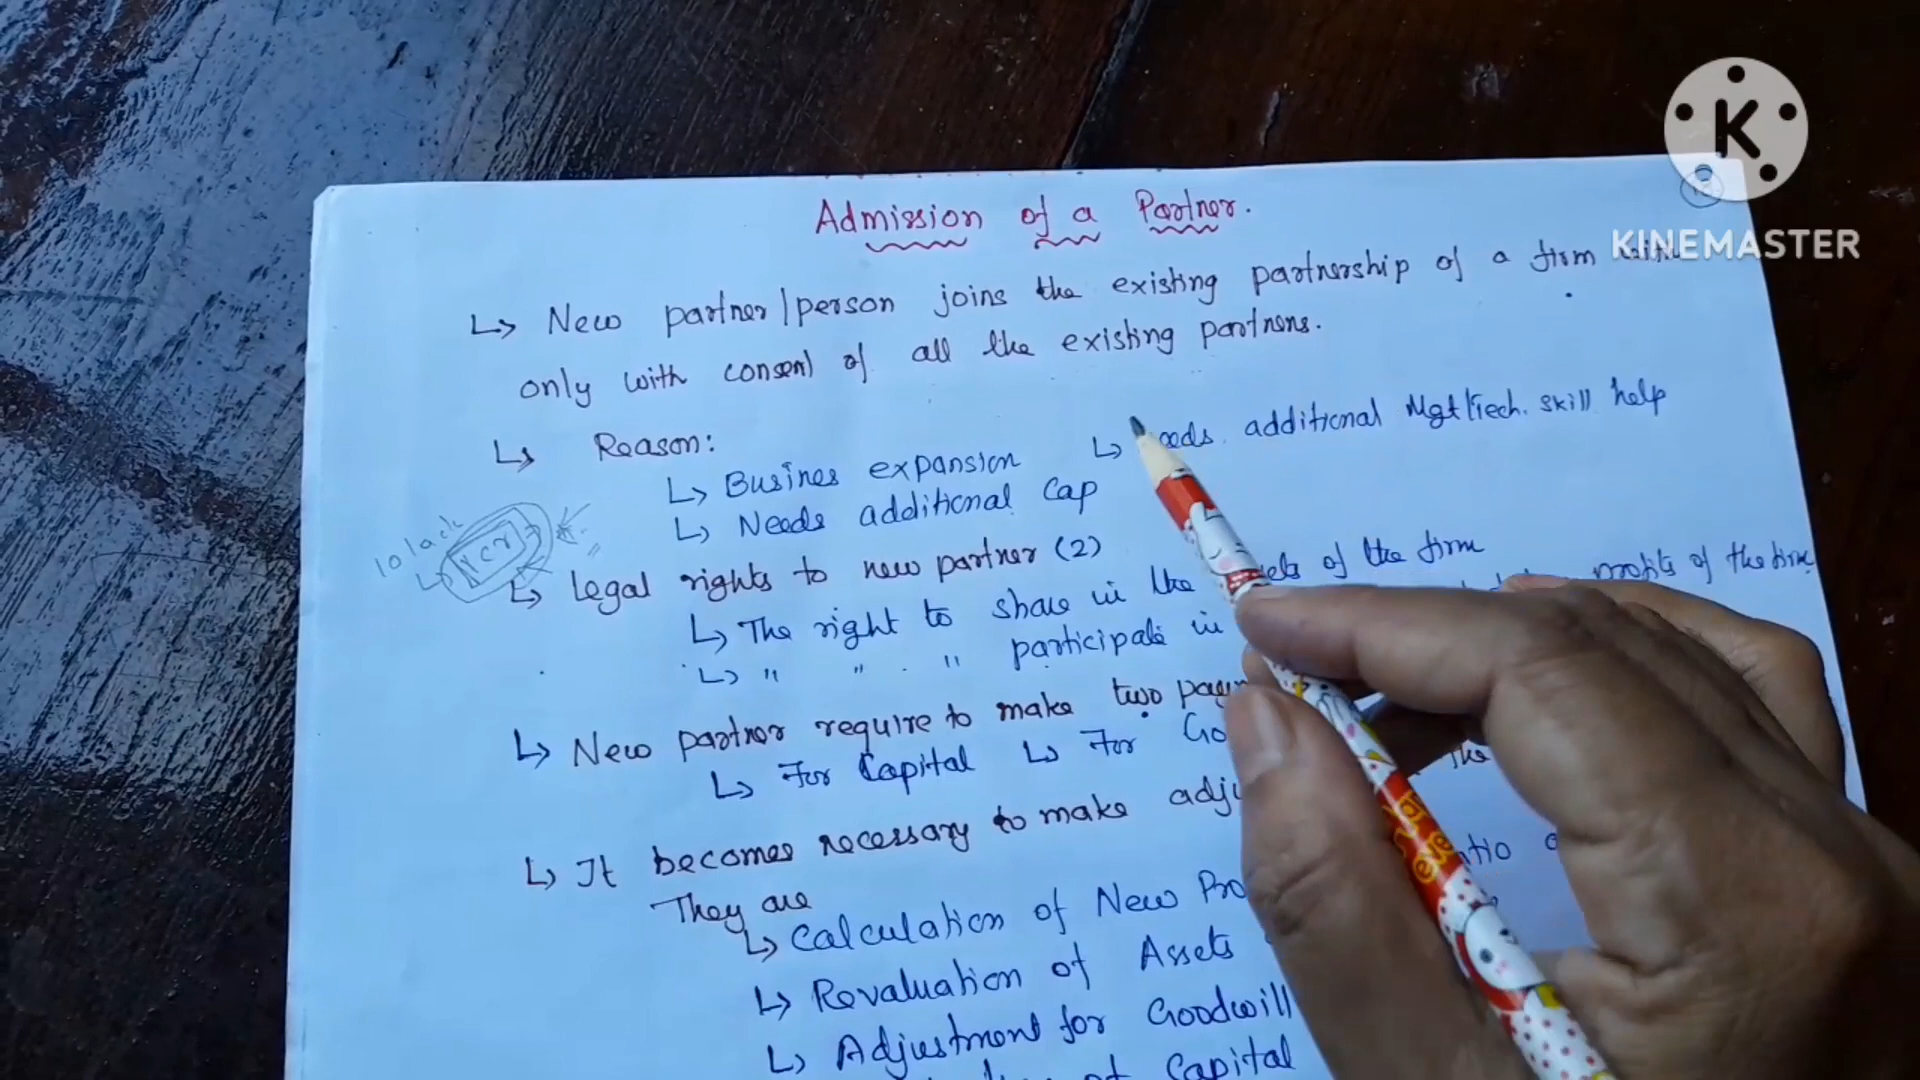 K
KINEMASTER
Admission of a Partner.
↳ New partner/person joins the existing partnership of a firm
only with consent of all the existing partners.
↳ Reason:
↳ Busines expansion ↳ additional Mgt/Tech. skill help
↳ Needs additional Cap
10 lach
↳ Legal rights to new partner (2)
↳ The right to share in the of the firm
↳ " " " participate in profits of the firm
↳ New partner require to make two
↳ For Capital ↳ For
↳ It becomes necessary to make the
They are
↳ Calculation of New
↳ Revaluation of Assets
↳ Adjustment for Goodwill
of Capital